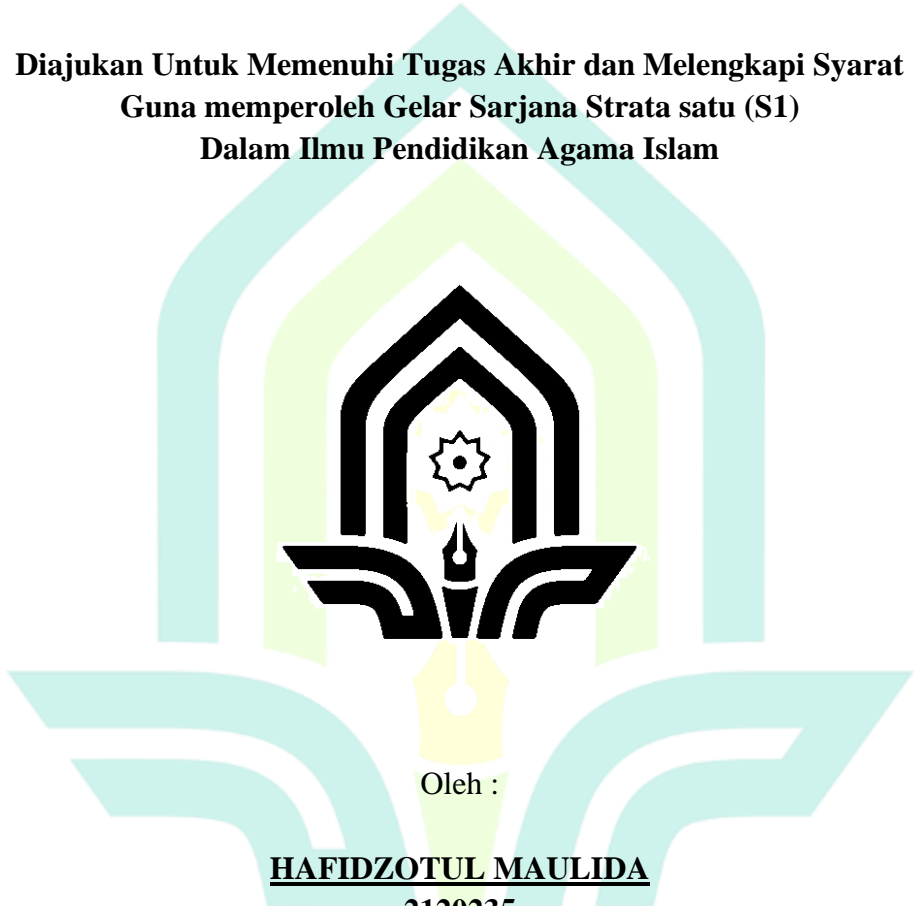 Diajukan Untuk Memenuhi Tugas Akhir dan Melengkapi Syarat
Guna memperoleh Gelar Sarjana Strata satu (S1)
Dalam Ilmu Pendidikan Agama Islam
Oleh :
HAFIDZOTUL MAULIDA